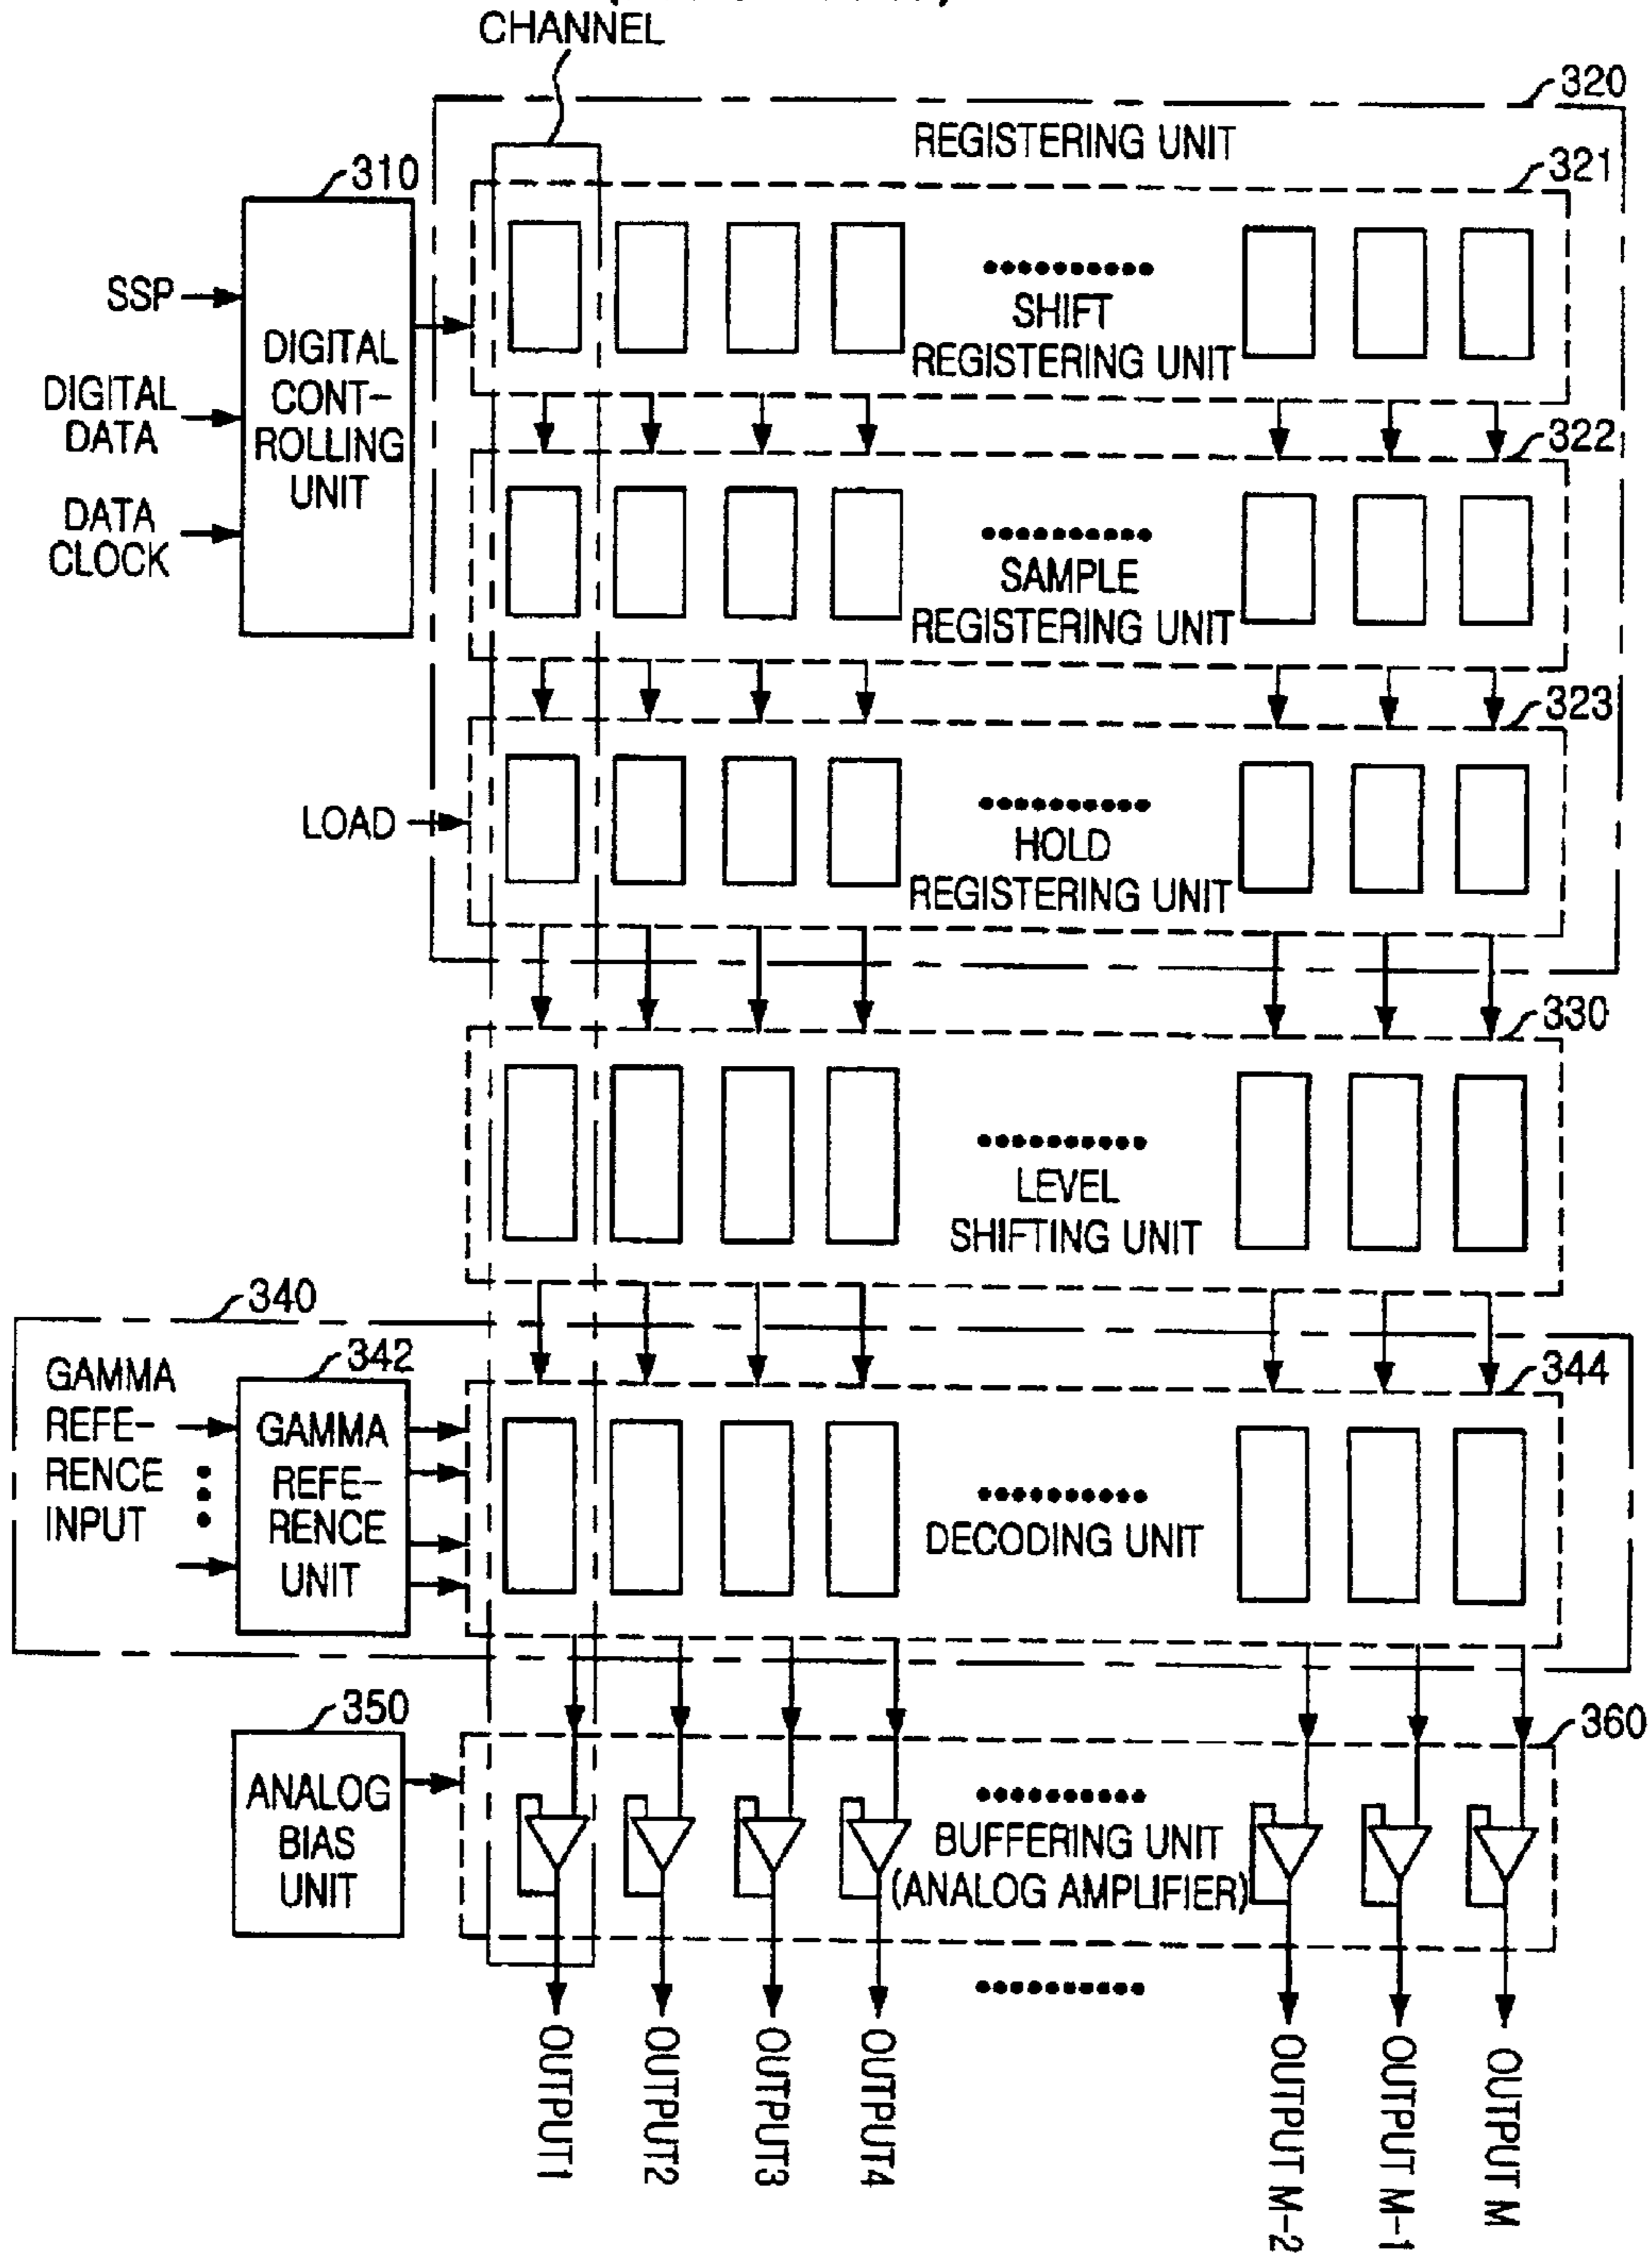 CHANNEL
320
REGISTERING UNIT
310
321
SSP
DIGITAL
DATA
DATA
CLOCK
DIGITAL
CONT-
ROLLING
UNIT
SHIFT
REGISTERING UNIT
322
SAMPLE
REGISTERING UNIT
323
LOAD
HOLD
REGISTERING UNIT
330
LEVEL
SHIFTING UNIT
340
342
344
GAMMA
REFE-
RENCE
INPUT
GAMMA
REFE-
RENCE
UNIT
DECODING UNIT
350
360
ANALOG
BIAS
UNIT
BUFFERING UNIT
(ANALOG AMPLIFIER)
OUTPUT1
OUTPUT2
OUTPUT3
OUTPUT4
OUTPUT M-2
OUTPUT M-1
OUTPUT M